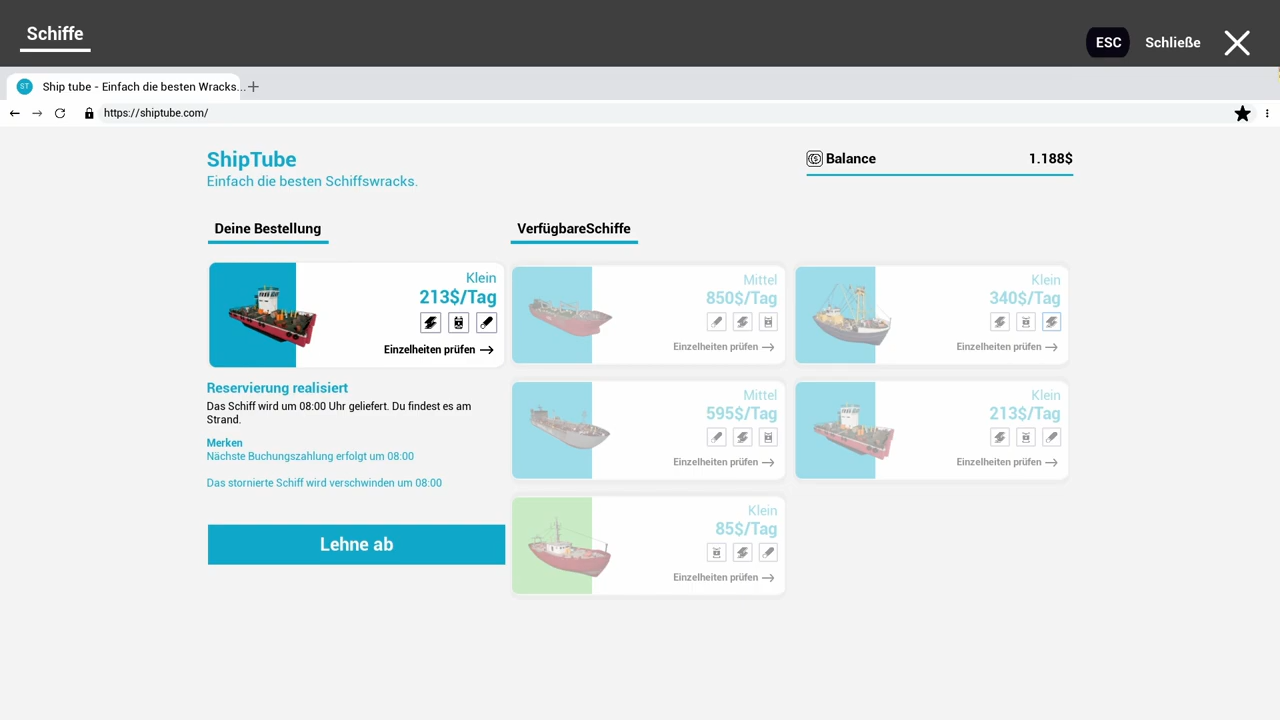 Schiffe
ESC Schließe
ST Ship tube - Einfach die besten Wracks...
https://shiptube.com/
ShipTube
Einfach die besten Schiffswracks.
Balance 1.188$
Deine Bestellung
VerfügbareSchiffe
Klein
213$/Tag
Einzelheiten prüfen
Reservierung realisiert
Das Schiff wird um 08:00 Uhr geliefert. Du findest es am
Strand.
Merken
Nächste Buchungszahlung erfolgt um 08:00
Das stornierte Schiff wird verschwinden um 08:00
Lehne ab
Mittel
850$/Tag
Einzelheiten prüfen
Klein
340$/Tag
Einzelheiten prüfen
Mittel
595$/Tag
Einzelheiten prüfen
Klein
213$/Tag
Einzelheiten prüfen
Klein
85$/Tag
Einzelheiten prüfen